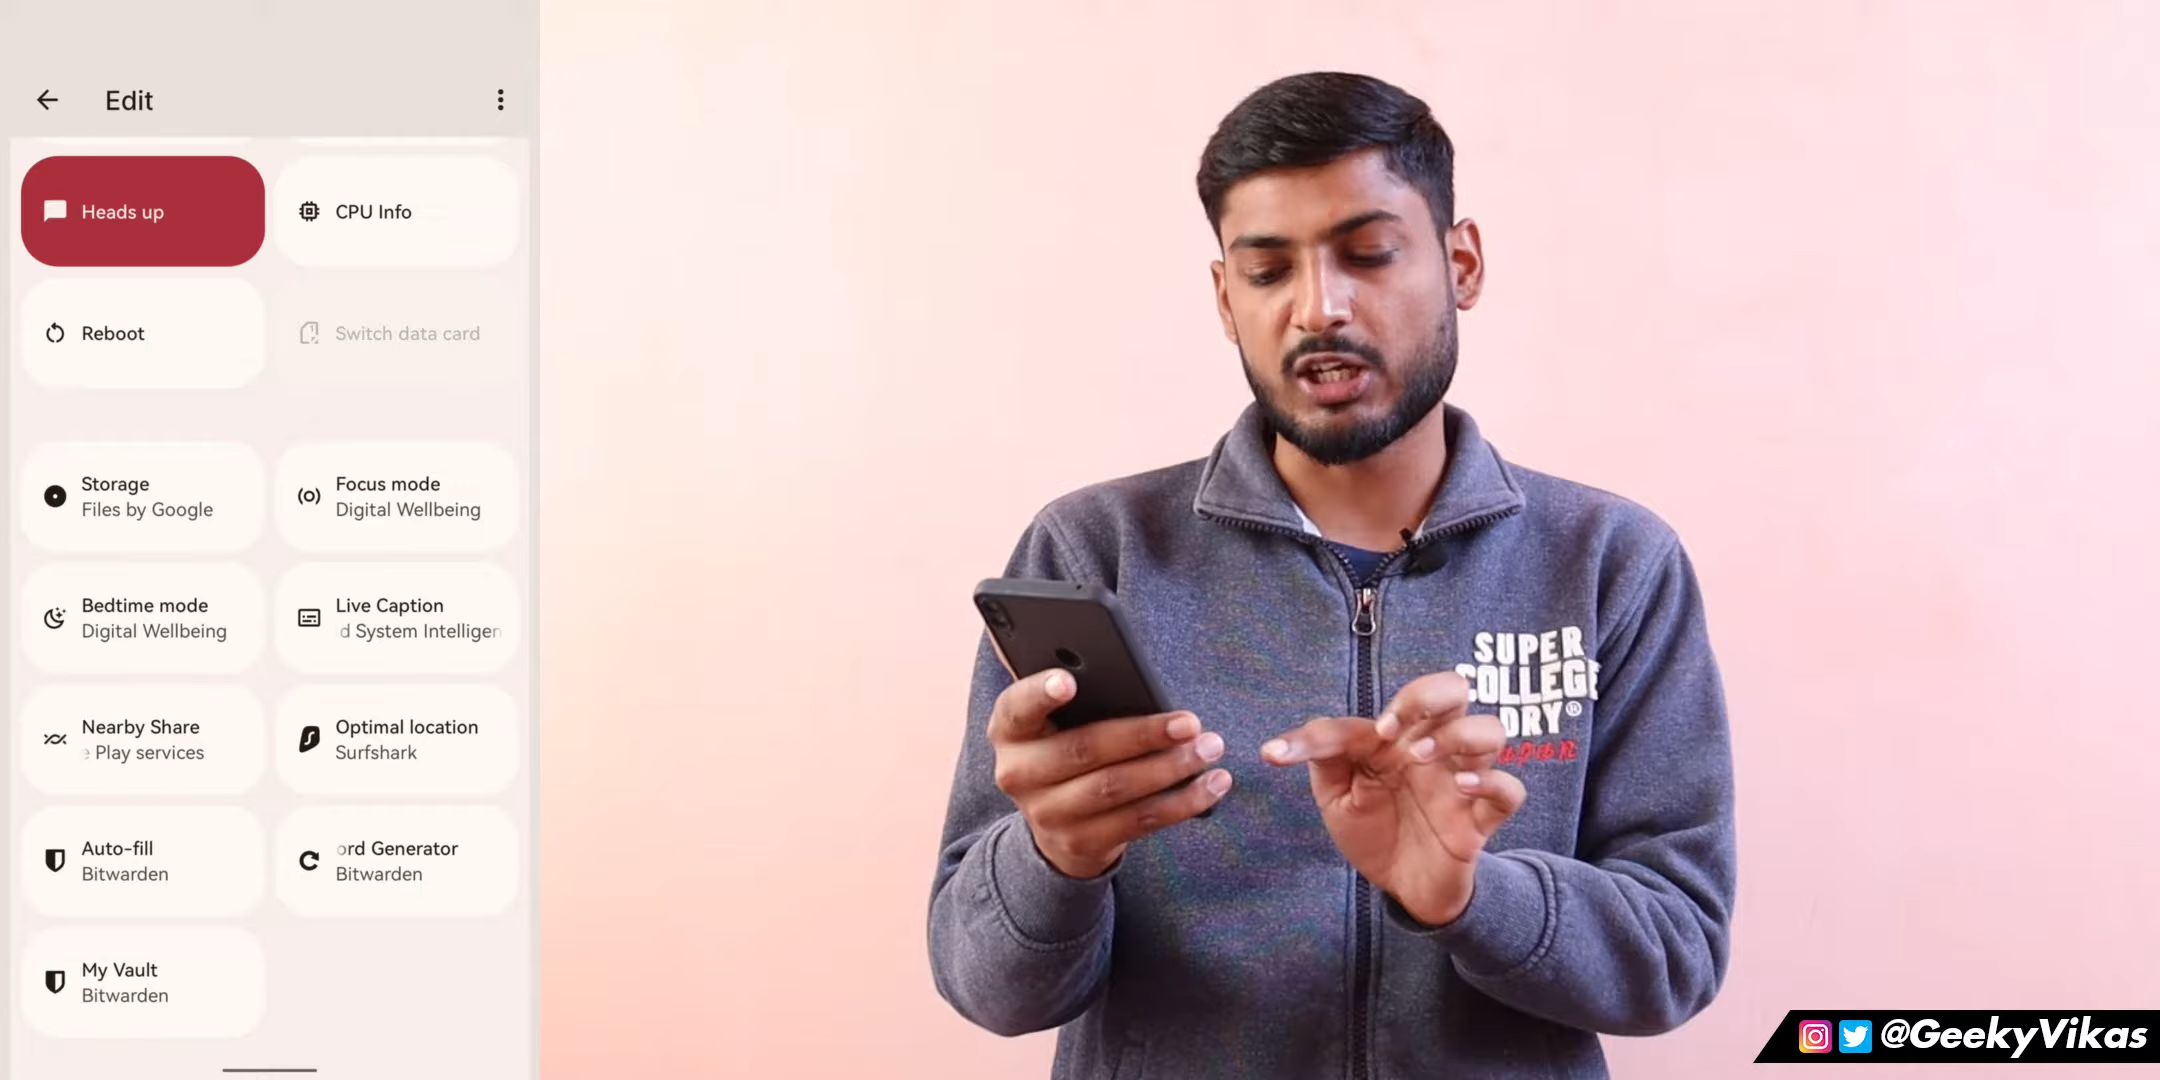 Edit
Heads up
CPU Info
Reboot
Switch data card
Storage
Files by Google
Focus mode
Digital Wellbeing
Bedtime mode
Digital Wellbeing
Live Caption
d System Intelligen
Nearby Share
e Play services
Optimal location
Surfshark
Auto-fill
Bitwarden
ord Generator
Bitwarden
My Vault
Bitwarden
SUPER
COLLEGE
DRY®
@GeekyVikas